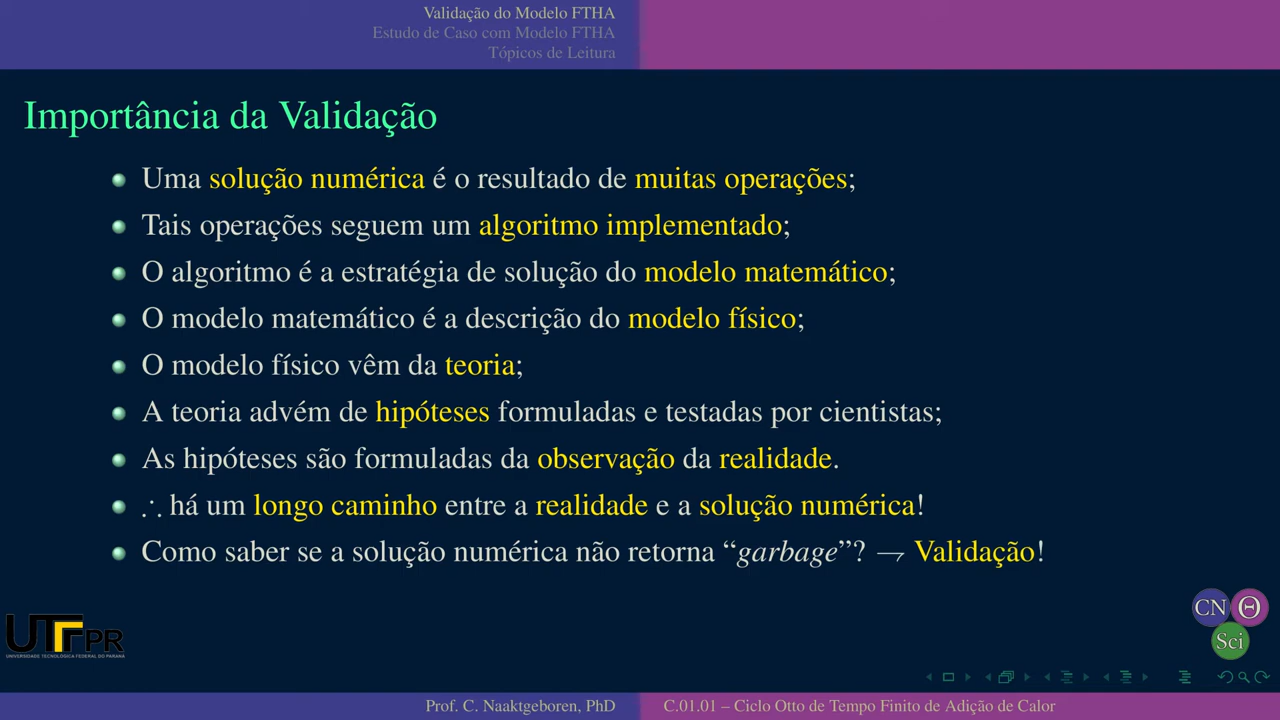 Validação do Modelo FTHA
Estudo de Caso com Modelo FTHA
Tópicos de Leitura
Importância da Validação
Uma solução numérica é o resultado de muitas operações;
Tais operações seguem um algoritmo implementado;
O algoritmo é a estratégia de solução do modelo matemático;
O modelo matemático é a descrição do modelo físico;
O modelo físico vêm da teoria;
A teoria advém de hipóteses formuladas e testadas por cientistas;
As hipóteses são formuladas da observação da realidade.
∴ há um longo caminho entre a realidade e a solução numérica!
Como saber se a solução numérica não retorna “garbage”? → Validação!
CN Θ
Sci
UTFPR
UNIVERSIDADE TECNOLÓGICA FEDERAL DO PARANÁ
Prof. C. Naaktgeboren, PhD
C.01.01 – Ciclo Otto de Tempo Finito de Adição de Calor